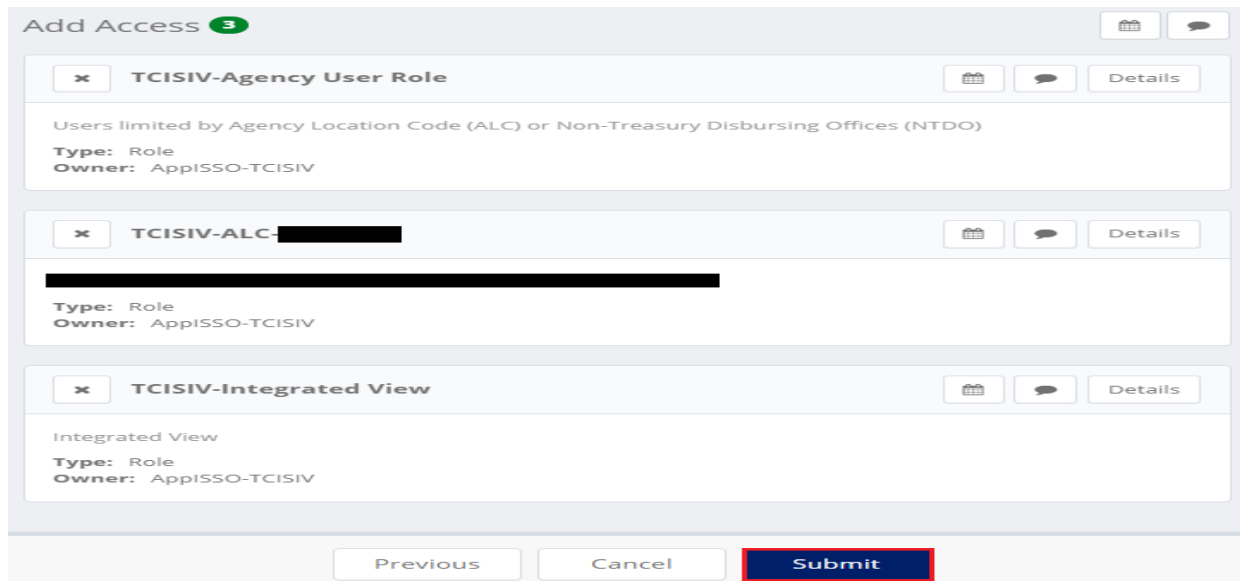 Add Access 3
TCISIV-Agency User Role Details
Users limited by Agency Location Code (ALC) or Non-Treasury Disbursing Offices (NTDO)
Type: Role
Owner: AppISSO-TCISIV
TCISIV-ALC- Details
Type: Role
Owner: AppISSO-TCISIV
TCISIV-Integrated View Details
Integrated View
Type: Role
Owner: AppISSO-TCISIV
Previous Cancel Submit